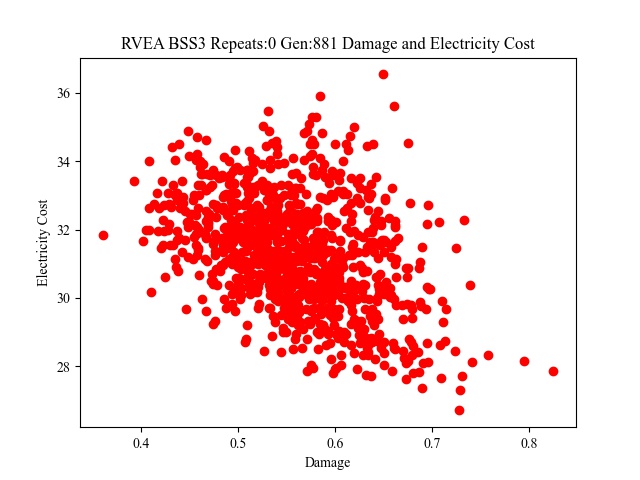 RVEA BSS3 Repeats:0 Gen:881 Damage and Electricity Cost
36
34
32
30
28
Electricity Cost
0.4 0.5 0.6 0.7 0.8
Damage